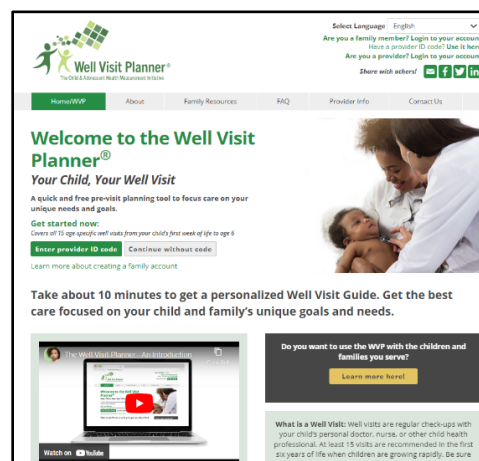 Select Language English
Are you a family member? Login to your account
Have a provider ID code? Use it here
Are you a provider? Login to your account
Share with others!
Well Visit Planner®
The Child & Adolescent Health Measurement Initiative
Home/WVP About Family Resources FAQ Provider Info Contact Us
Welcome to the Well Visit
Planner®
Your Child, Your Well Visit
A quick and free pre-visit planning tool to focus care on your
unique needs and goals.
Get started now:
Covers all 15 age-specific well visits from your child's first week of life to age 6
Enter provider ID code Continue without code
Learn more about creating a family account
Take about 10 minutes to get a personalized Well Visit Guide. Get the best
care focused on your child and family's unique goals and needs.
The Well Visit Planner - An Introduction
Welcome to the Well Visit
Planner®
Watch on YouTube
Do you want to use the WVP with the children and
families you serve?
Learn more here!
What is a Well Visit: Well visits are regular check-ups with
your child's personal doctor, nurse, or other child health
professional. At least 15 visits are recommended in the first
six years of life when children are growing rapidly. Be sure